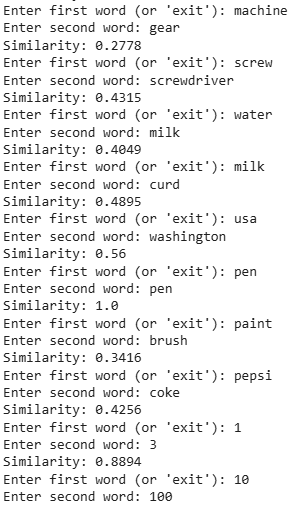 Enter first word (or 'exit'): machine
Enter second word: gear
Similarity: 0.2778
Enter first word (or 'exit'): screw
Enter second word: screwdriver
Similarity: 0.4315
Enter first word (or 'exit'): water
Enter second word: milk
Similarity: 0.4049
Enter first word (or 'exit'): milk
Enter second word: curd
Similarity: 0.4895
Enter first word (or 'exit'): usa
Enter second word: washington
Similarity: 0.56
Enter first word (or 'exit'): pen
Enter second word: pen
Similarity: 1.0
Enter first word (or 'exit'): paint
Enter second word: brush
Similarity: 0.3416
Enter first word (or 'exit'): pepsi
Enter second word: coke
Similarity: 0.4256
Enter first word (or 'exit'): 1
Enter second word: 3
Similarity: 0.8894
Enter first word (or 'exit'): 10
Enter second word: 100